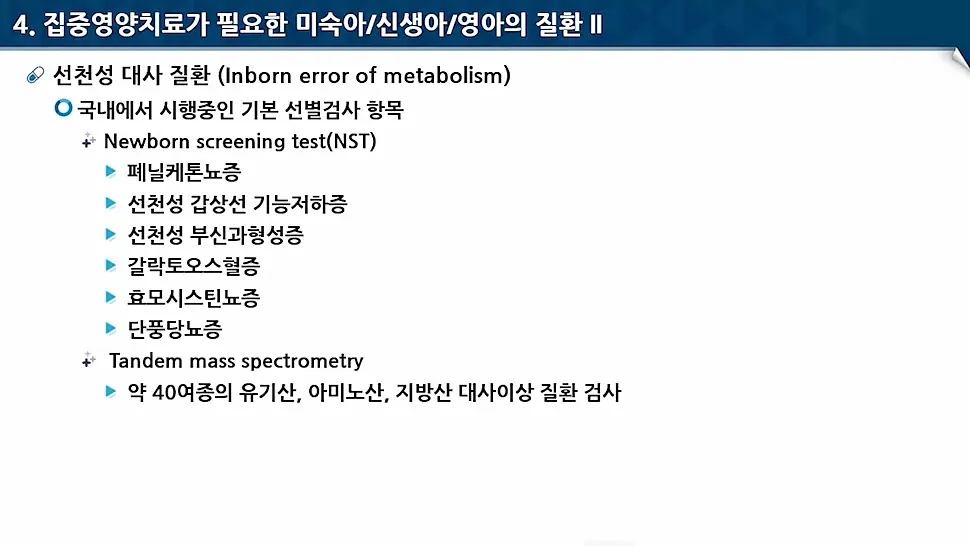 4. 집중영양치료가 필요한 미숙아/신생아/영아의 질환 II
선천성 대사 질환 (Inborn error of metabolism)
국내에서 시행중인 기본 선별검사 항목
Newborn screening test(NST)
페닐케톤뇨증
선천성 갑상선 기능저하증
선천성 부신과형성증
갈락토오스혈증
효모시스틴뇨증
단풍당뇨증
Tandem mass spectrometry
약 40여종의 유기산, 아미노산, 지방산 대사이상 질환 검사